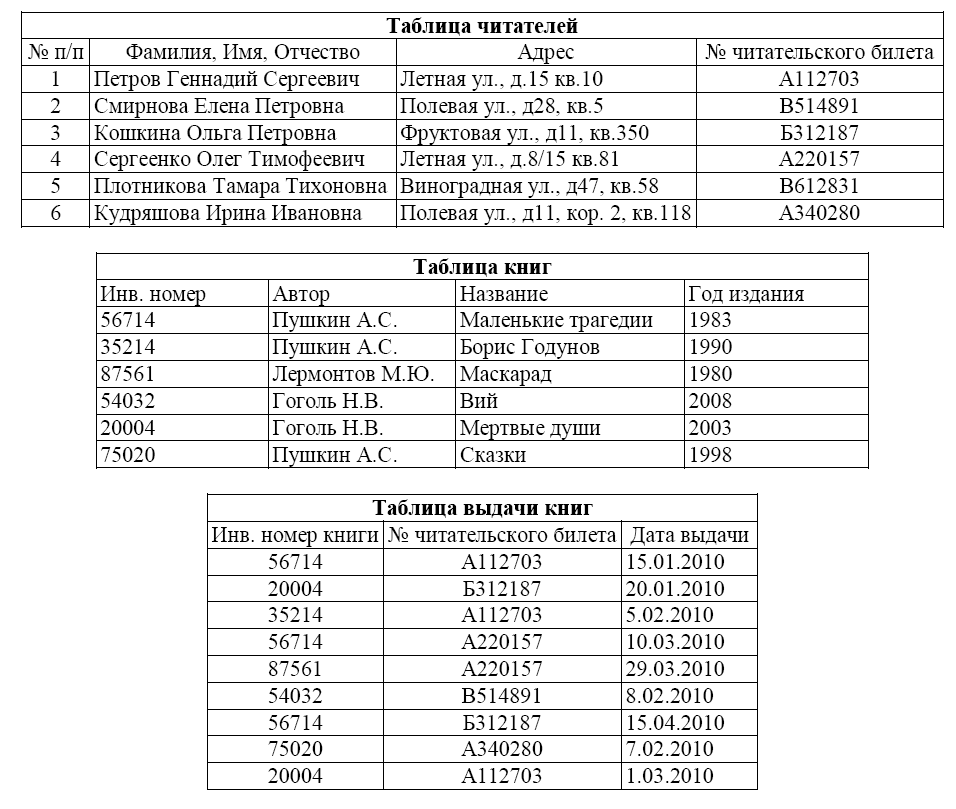 Таблица читателей
№ п/п Фамилия, Имя, Отчество Адрес № читательского билета
1 Петров Геннадий Сергеевич Летная ул., д.15 кв.10 А112703
2 Смирнова Елена Петровна Полевая ул., д28, кв.5 В514891
3 Кошкина Ольга Петровна Фруктовая ул., д11, кв.350 Б312187
4 Сергеенко Олег Тимофеевич Летная ул., д.8/15 кв.81 А220157
5 Плотникова Тамара Тихоновна Виноградная ул., д47, кв.58 В612831
6 Кудряшова Ирина Ивановна Полевая ул., д11, кор. 2, кв.118 А340280
Таблица книг
Инв. номер Автор Название Год издания
56714 Пушкин А.С. Маленькие трагедии 1983
35214 Пушкин А.С. Борис Годунов 1990
87561 Лермонтов М.Ю. Маскарад 1980
54032 Гоголь Н.В. Вий 2008
20004 Гоголь Н.В. Мертвые души 2003
75020 Пушкин А.С. Сказки 1998
Таблица выдачи книг
Инв. номер книги № читательского билета Дата выдачи
56714 А112703 15.01.2010
20004 Б312187 20.01.2010
35214 А112703 5.02.2010
56714 А220157 10.03.2010
87561 А220157 29.03.2010
54032 В514891 8.02.2010
56714 Б312187 15.04.2010
75020 А340280 7.02.2010
20004 А112703 1.03.2010